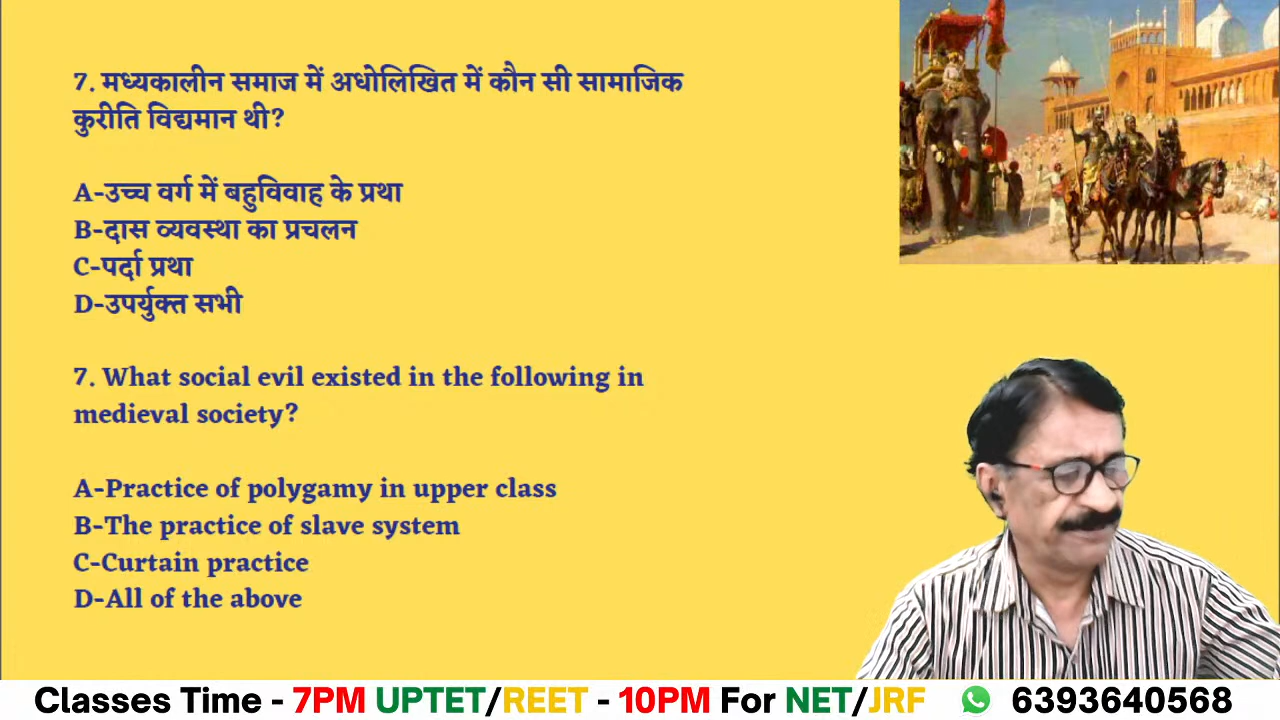 7. मध्यकालीन समाज में अधोलिखित में कौन सी सामाजिक
कुरीति विद्यमान थी?
A-उच्च वर्ग में बहुविवाह के प्रथा
B-दास व्यवस्था का प्रचलन
C-पर्दा प्रथा
D-उपर्युक्त सभी
7. What social evil existed in the following in
medieval society?
A-Practice of polygamy in upper class
B-The practice of slave system
C-Curtain practice
D-All of the above
Classes Time - 7PM UPTET/REET - 10PM For NET/JRF 6393640568